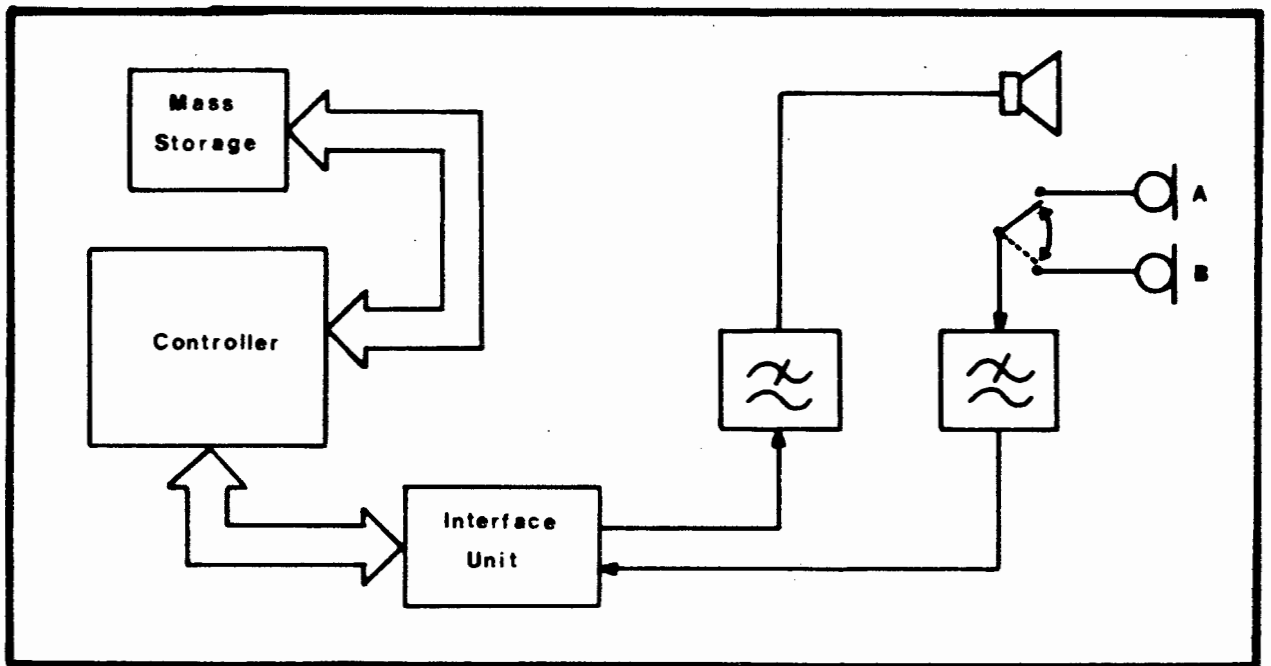 Mass
Storage
A
B
Controller
Interface
Unit